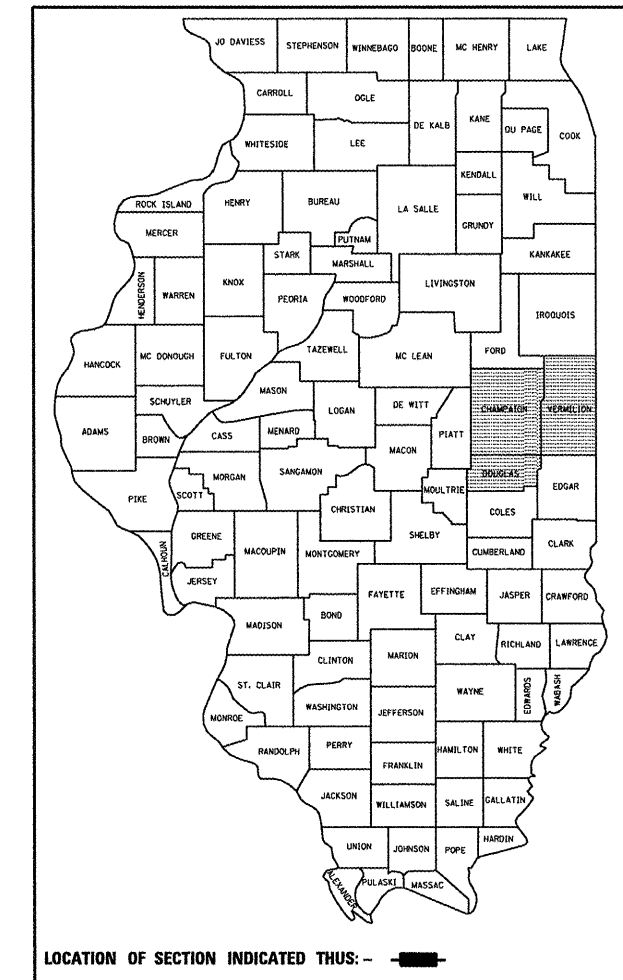 JO DAVIESS STEPHENSON WINNEBAGO BOONE MC HENRY LAKE
CARROLL OGLE DE KALB KANE DU PAGE COOK
WHITESIDE LEE KENDALL WILL
ROCK ISLAND HENRY BUREAU LA SALLE GRUNDY
MERCER PUTNAM KANKAKEE
HENDERSON WARREN KNOX STARK MARSHALL LIVINGSTON IROQUOIS
PEORIA WOODFORD
HANCOCK MC DONOUGH FULTON TAZEWELL MC LEAN FORD
SCHUYLER MASON LOGAN DE WITT CHAMPAIGN VERMILION
ADAMS BROWN CASS MENARD MACON PIATT
PIKE SCOTT MORGAN SANGAMON MOULTRIE DOUGLAS EDGAR
CHRISTIAN COLES
CALHOUN GREENE MACOUPIN MONTGOMERY SHELBY CUMBERLAND CLARK
JERSEY FAYETTE EFFINGHAM JASPER CRAWFORD
MADISON BOND CLAY RICHLAND LAWRENCE
CLINTON MARION
ST. CLAIR WASHINGTON WAYNE EDWARDS WABASH
MONROE JEFFERSON
RANDOLPH PERRY HAMILTON WHITE
FRANKLIN
JACKSON WILLIAMSON SALINE GALLATIN
UNION JOHNSON POPE HARDIN
ALEXANDER PULASKI MASSAC
LOCATION OF SECTION INDICATED THUS: -